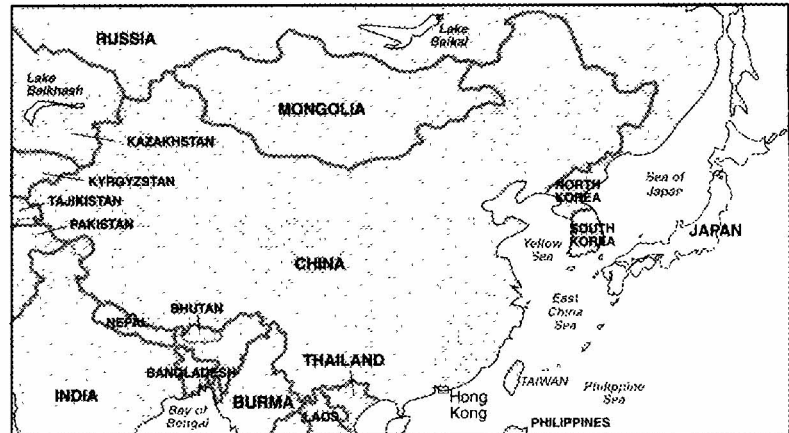 RUSSIA
Lake
Baikal
Lake
Balkhash
MONGOLIA
KAZAKHSTAN
KYRGYZSTAN
TAJIKISTAN
PAKISTAN
NORTH
KOREA
Sea of
Japan
SOUTH
KOREA
JAPAN
Yellow
Sea
CHINA
East
China
Sea
BHUTAN
NEPAL
BANGLADESH
THAILAND
INDIA
BURMA
LAOS
Bay of
Bengal
Hong
Kong
TAIWAN
Philippine
Sea
PHILIPPINES